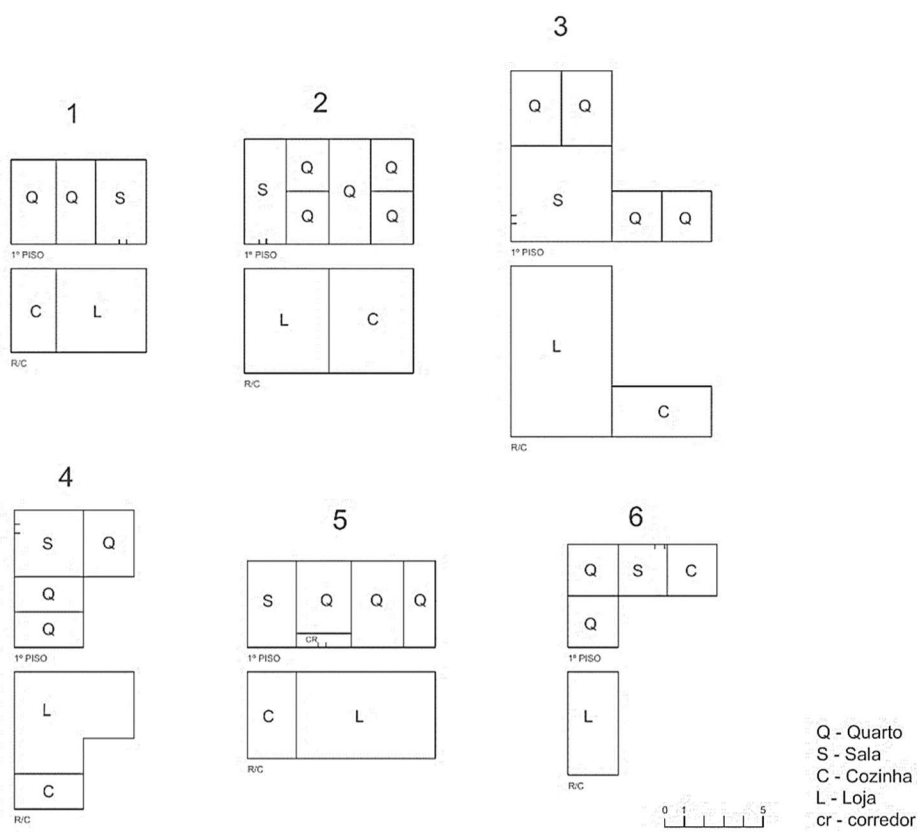 1
Q Q S
1º PISO
C L
R/C
2
S Q Q Q
Q Q
1º PISO
L C
R/C
3
Q Q
S
Q Q
1º PISO
L
C
R/C
4
S Q
Q
Q
1º PISO
L
C
R/C
5
S Q Q Q
CR
1º PISO
C L
R/C
6
Q S C
Q
1º PISO
L
R/C
Q - Quarto
S - Sala
C - Cozinha
L - Loja
cr - corredor
0 1 5